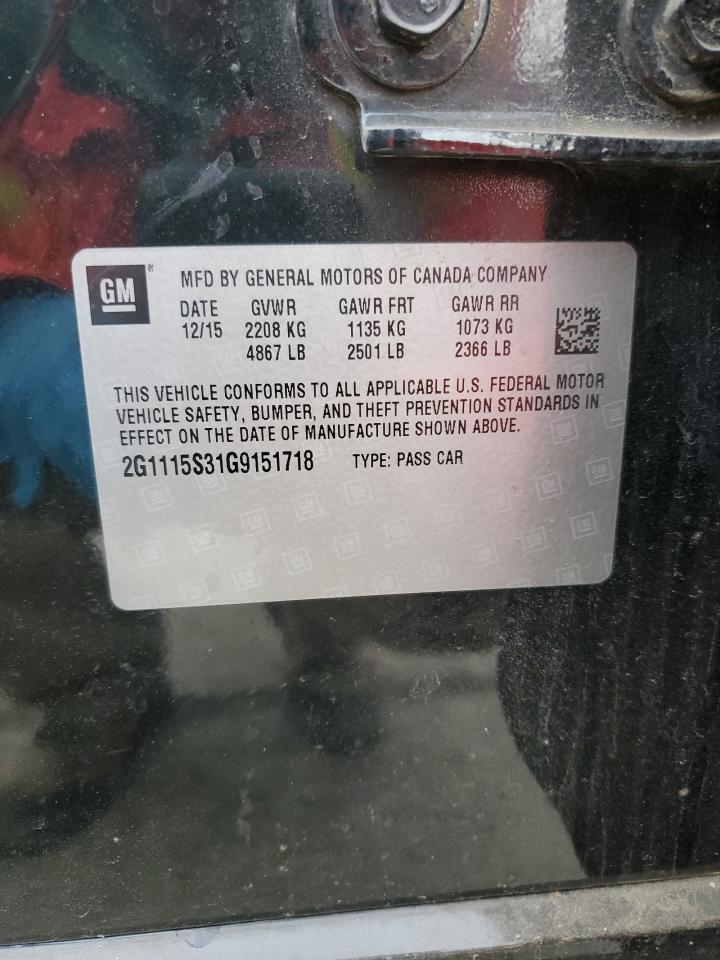 GM ® MFD BY GENERAL MOTORS OF CANADA COMPANY
DATE GVWR GAWR FRT GAWR RR
12/15 2208 KG 1135 KG 1073 KG
4867 LB 2501 LB 2366 LB
THIS VEHICLE CONFORMS TO ALL APPLICABLE U.S. FEDERAL MOTOR
VEHICLE SAFETY, BUMPER, AND THEFT PREVENTION STANDARDS IN
EFFECT ON THE DATE OF MANUFACTURE SHOWN ABOVE.
2G1115S31G9151718 TYPE: PASS CAR